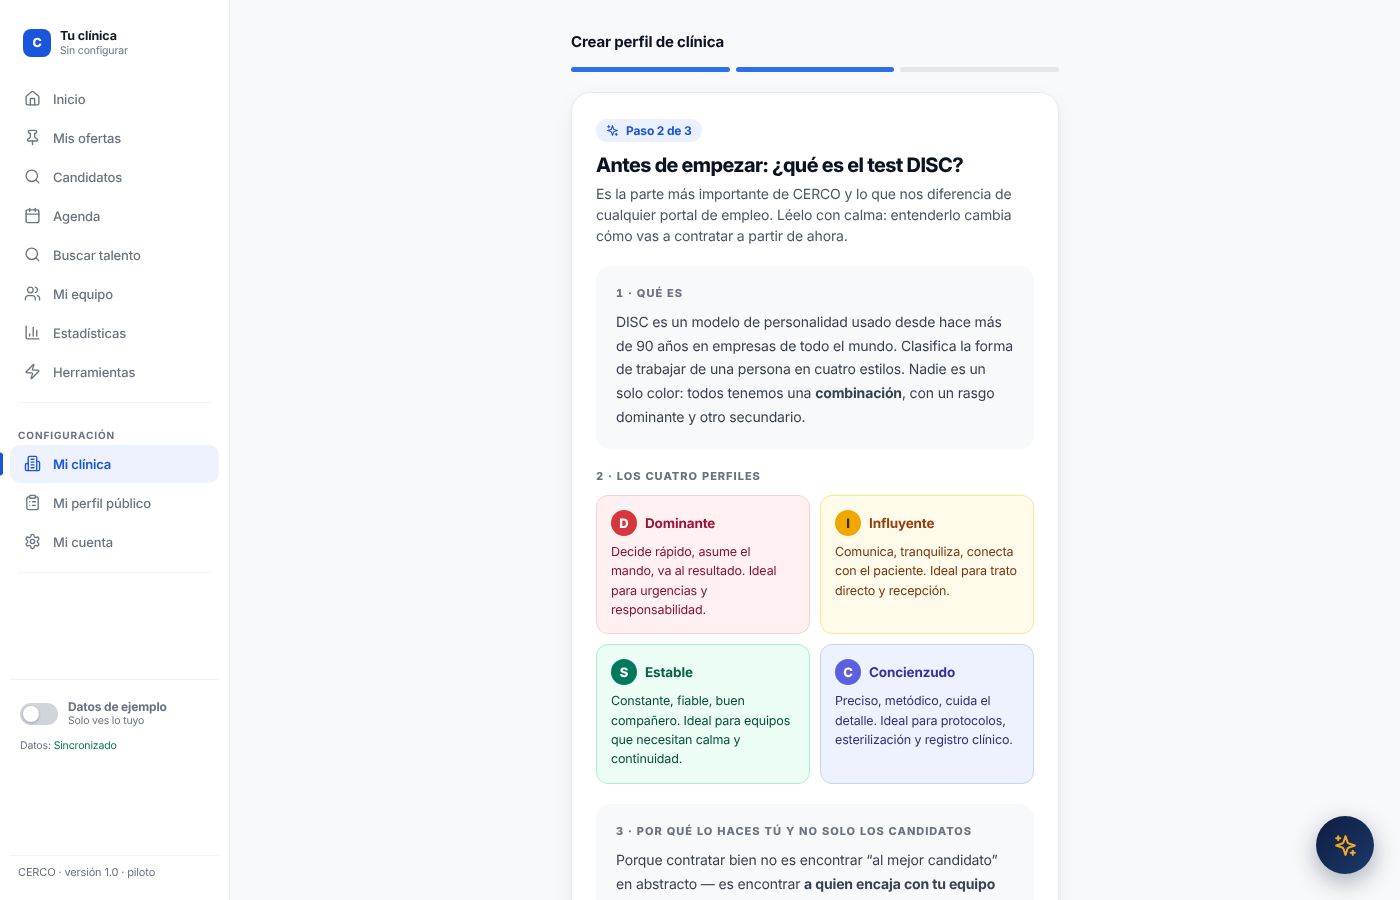 C
Tu clínica
Sin configurar
Inicio
Mis ofertas
Candidatos
Agenda
Buscar talento
Mi equipo
Estadísticas
Herramientas
CONFIGURACIÓN
Mi clínica
Mi perfil público
Mi cuenta
Datos de ejemplo
Solo ves lo tuyo
Datos: Sincronizado
CERCO · versión 1.0 · piloto
Crear perfil de clínica
Paso 2 de 3
Antes de empezar: ¿qué es el test DISC?
Es la parte más importante de CERCO y lo que nos diferencia de
cualquier portal de empleo. Léelo con calma: entenderlo cambia
cómo vas a contratar a partir de ahora.
1 · QUÉ ES
DISC es un modelo de personalidad usado desde hace más
de 90 años en empresas de todo el mundo. Clasifica la forma
de trabajar de una persona en cuatro estilos. Nadie es un
solo color: todos tenemos una combinación, con un rasgo
dominante y otro secundario.
2 · LOS CUATRO PERFILES
D Dominante
Decide rápido, asume el
mando, va al resultado. Ideal
para urgencias y
responsabilidad.
I Influyente
Comunica, tranquiliza, conecta
con el paciente. Ideal para trato
directo y recepción.
S Estable
Constante, fiable, buen
compañero. Ideal para equipos
que necesitan calma y
continuidad.
C Concienzudo
Preciso, metódico, cuida el
detalle. Ideal para protocolos,
esterilización y registro clínico.
3 · POR QUÉ LO HACES TÚ Y NO SOLO LOS CANDIDATOS
Porque contratar bien no es encontrar “al mejor candidato”
en abstracto — es encontrar a quien encaja con tu equipo